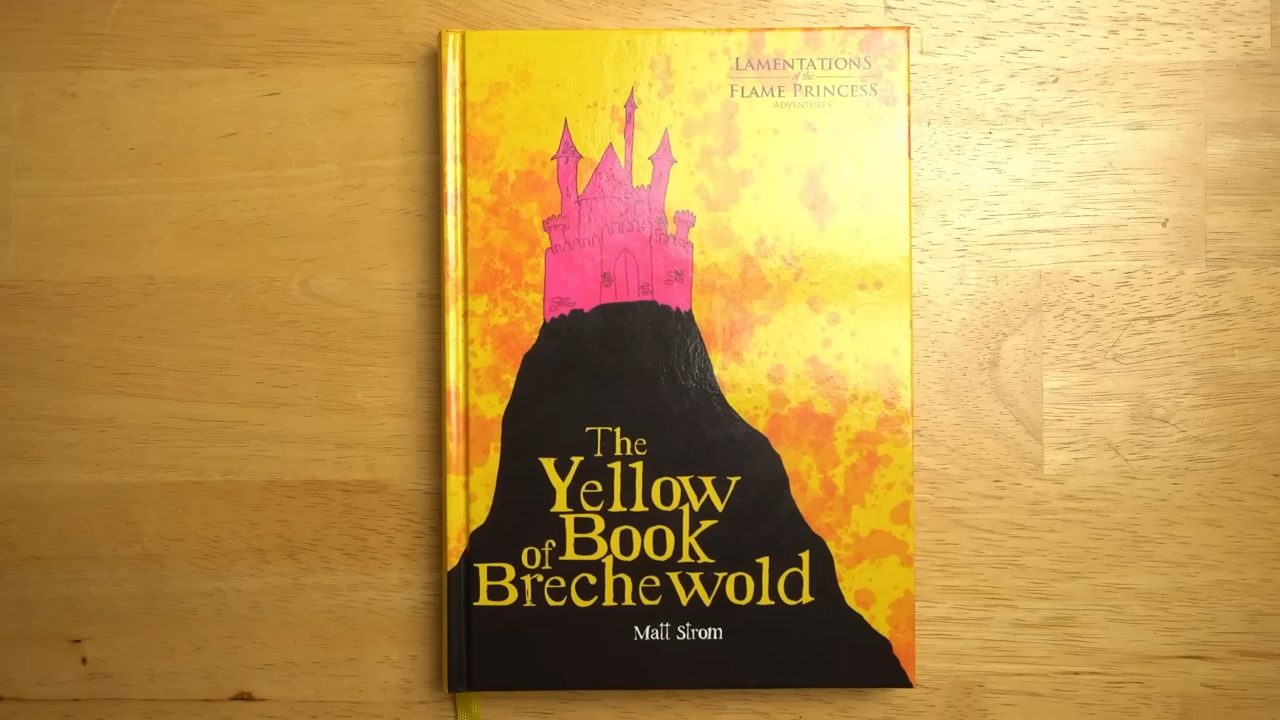 LAMENTATIONS
of the
FLAME PRINCESS
ADVENTURES
The
Yellow
Book
of
Brechewold
Matt Strom